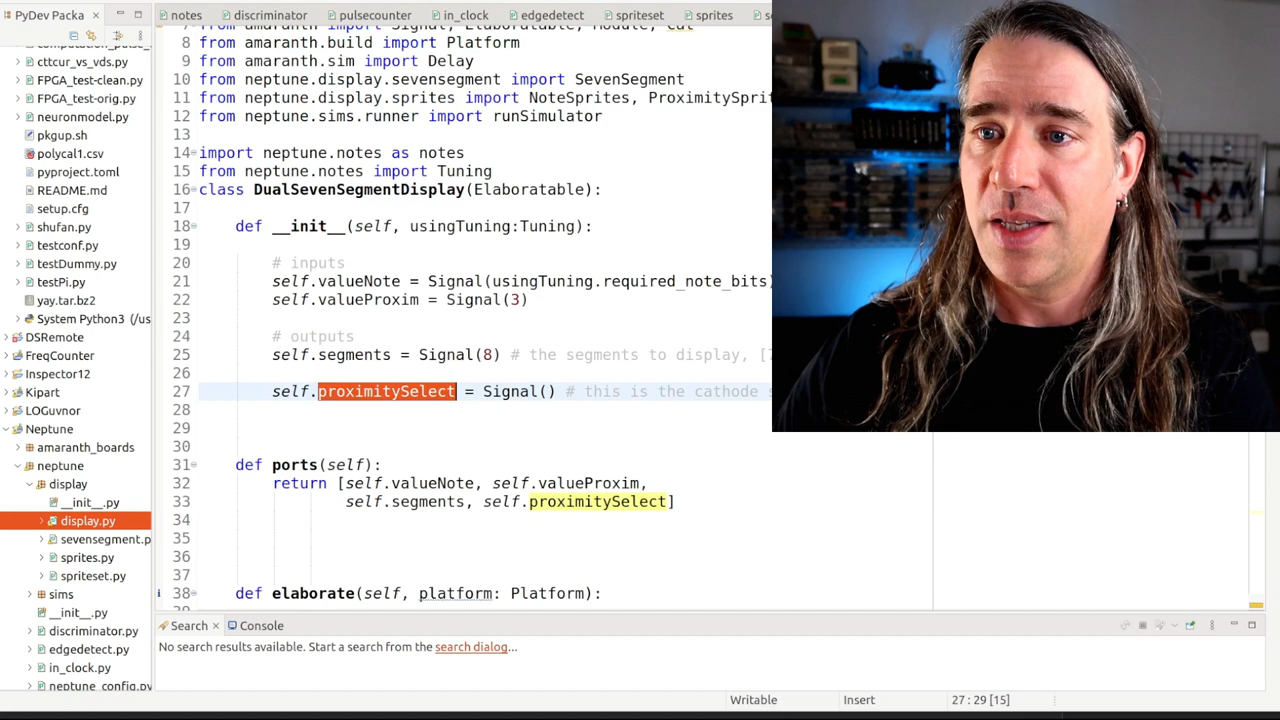 PyDev Packa
notes
discriminator
pulsecounter
in_clock
edgedetect
spriteset
sprites
cttcur_vs_vds.py
FPGA_test-clean.py
FPGA_test-orig.py
neuronmodel.py
pkgup.sh
polycal1.csv
pyproject.toml
README.md
setup.cfg
shufan.py
testconf.py
testDummy.py
testPi.py
yay.tar.bz2
System Python3 (/us
DSRemote
FreqCounter
Inspector12
Kipart
LOGuvnor
Neptune
amaranth_boards
neptune
display
__init__.py
display.py
sevensegment.p
sprites.py
spriteset.py
sims
__init__.py
discriminator.py
edgedetect.py
in_clock.py
neptune_config.py
8 from amaranth.build import Platform
9 from amaranth.sim import Delay
10 from neptune.display.sevensegment import SevenSegment
11 from neptune.display.sprites import NoteSprites, ProximitySpri
12 from neptune.sims.runner import runSimulator
13
14 import neptune.notes as notes
15 from neptune.notes import Tuning
16 class DualSevenSegmentDisplay(Elaboratable):
17
18 def __init__(self, usingTuning:Tuning):
19
20 # inputs
21 self.valueNote = Signal(usingTuning.required_note_bits)
22 self.valueProxim = Signal(3)
23
24 # outputs
25 self.segments = Signal(8) # the segments to display, [
26
27 self.proximitySelect = Signal() # this is the cathode s
28
29
30
31 def ports(self):
32 return [self.valueNote, self.valueProxim,
33 self.segments, self.proximitySelect]
34
35
36
37
38 def elaborate(self, platform: Platform):
Search
Console
No search results available. Start a search from the search dialog...
Writable
Insert
27 : 29 [15]